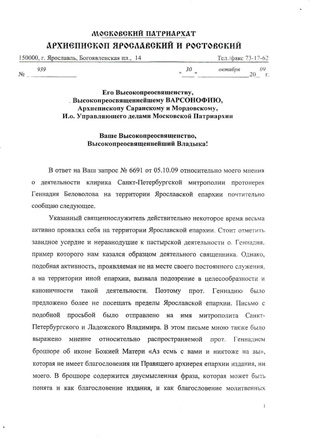 МОСКОВСКИЙ ПАТРИАРХАТ
АРХИЕПИСКОП ЯРОСЛАВСКИЙ И РОСТОВСКИЙ
150000, г. Ярославль, Богоявленская пл., 14 Тел./факс 73-17-62
№ 939 " 30 " октября 20 09 г.
Его Высокопреосвященству,
Высокопреосвященнейшему ВАРСОНОФИЮ,
Архиепископу Саранскому и Мордовскому,
И.о. Управляющего делами Московской Патриархии
Ваше Высокопреосвященство,
Высокопреосвященнейший Владыка!
В ответ на Ваш запрос № 6691 от 05.10.09 относительно моего мнения
о деятельности клирика Санкт-Петербургской митрополии протоиерея
Геннадия Беловолова на территории Ярославской епархии почтительно
сообщаю следующее.
Указанный священнослужитель действительно некоторое время весьма
активно проявлял себя на территории Ярославской епархии. Стоит отметить
завидное усердие и неравнодушие к пастырской деятельности о. Геннадия,
пример которого нам казался образцом деятельного священника. Однако,
подобная активность, проявляемая не на месте своего постоянного служения,
а на территории иной епархии, вызвала подозрение в целесообразности и
каноничности такой деятельности. Поэтому прот. Геннадию было
предложено более не посещать пределы Ярославской епархии. Письмо с
подобной просьбой было отправлено на имя митрополита Санкт-
Петербургского и Ладожского Владимира. В этом письме мною также было
выражено мнение относительно распространяемой прот. Геннадием
брошюре об иконе Божией Матери «Аз есмь с вами и никтоже на вы»,
которая не имеет благословения ни Правящего архиерея епархии издания, ни
моего. В брошюре содержится двусмысленная фраза, которая может быть
понята и как благословение издания, и как благословение молитвенных
1